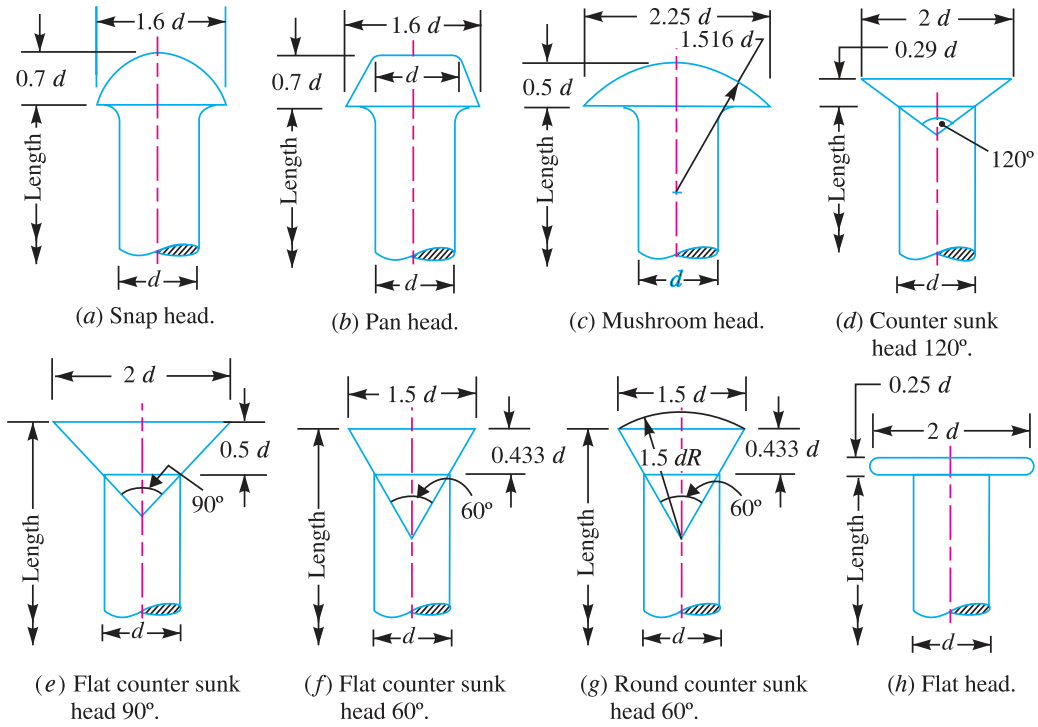 1.6 d
0.7 d
Length
d
(a) Snap head.
1.6 d
0.7 d
d
Length
d
(b) Pan head.
2.25 d
1.516 d
0.5 d
Length
d
(c) Mushroom head.
2 d
0.29 d
120º
Length
d
(d) Counter sunk
head 120º.
2 d
0.5 d
90º
Length
d
(e) Flat counter sunk
head 90º.
1.5 d
0.433 d
60º
Length
d
(f) Flat counter sunk
head 60º.
1.5 d
0.433 d
1.5 dR
60º
Length
d
(g) Round counter sunk
head 60º.
0.25 d
2 d
Length
d
(h) Flat head.